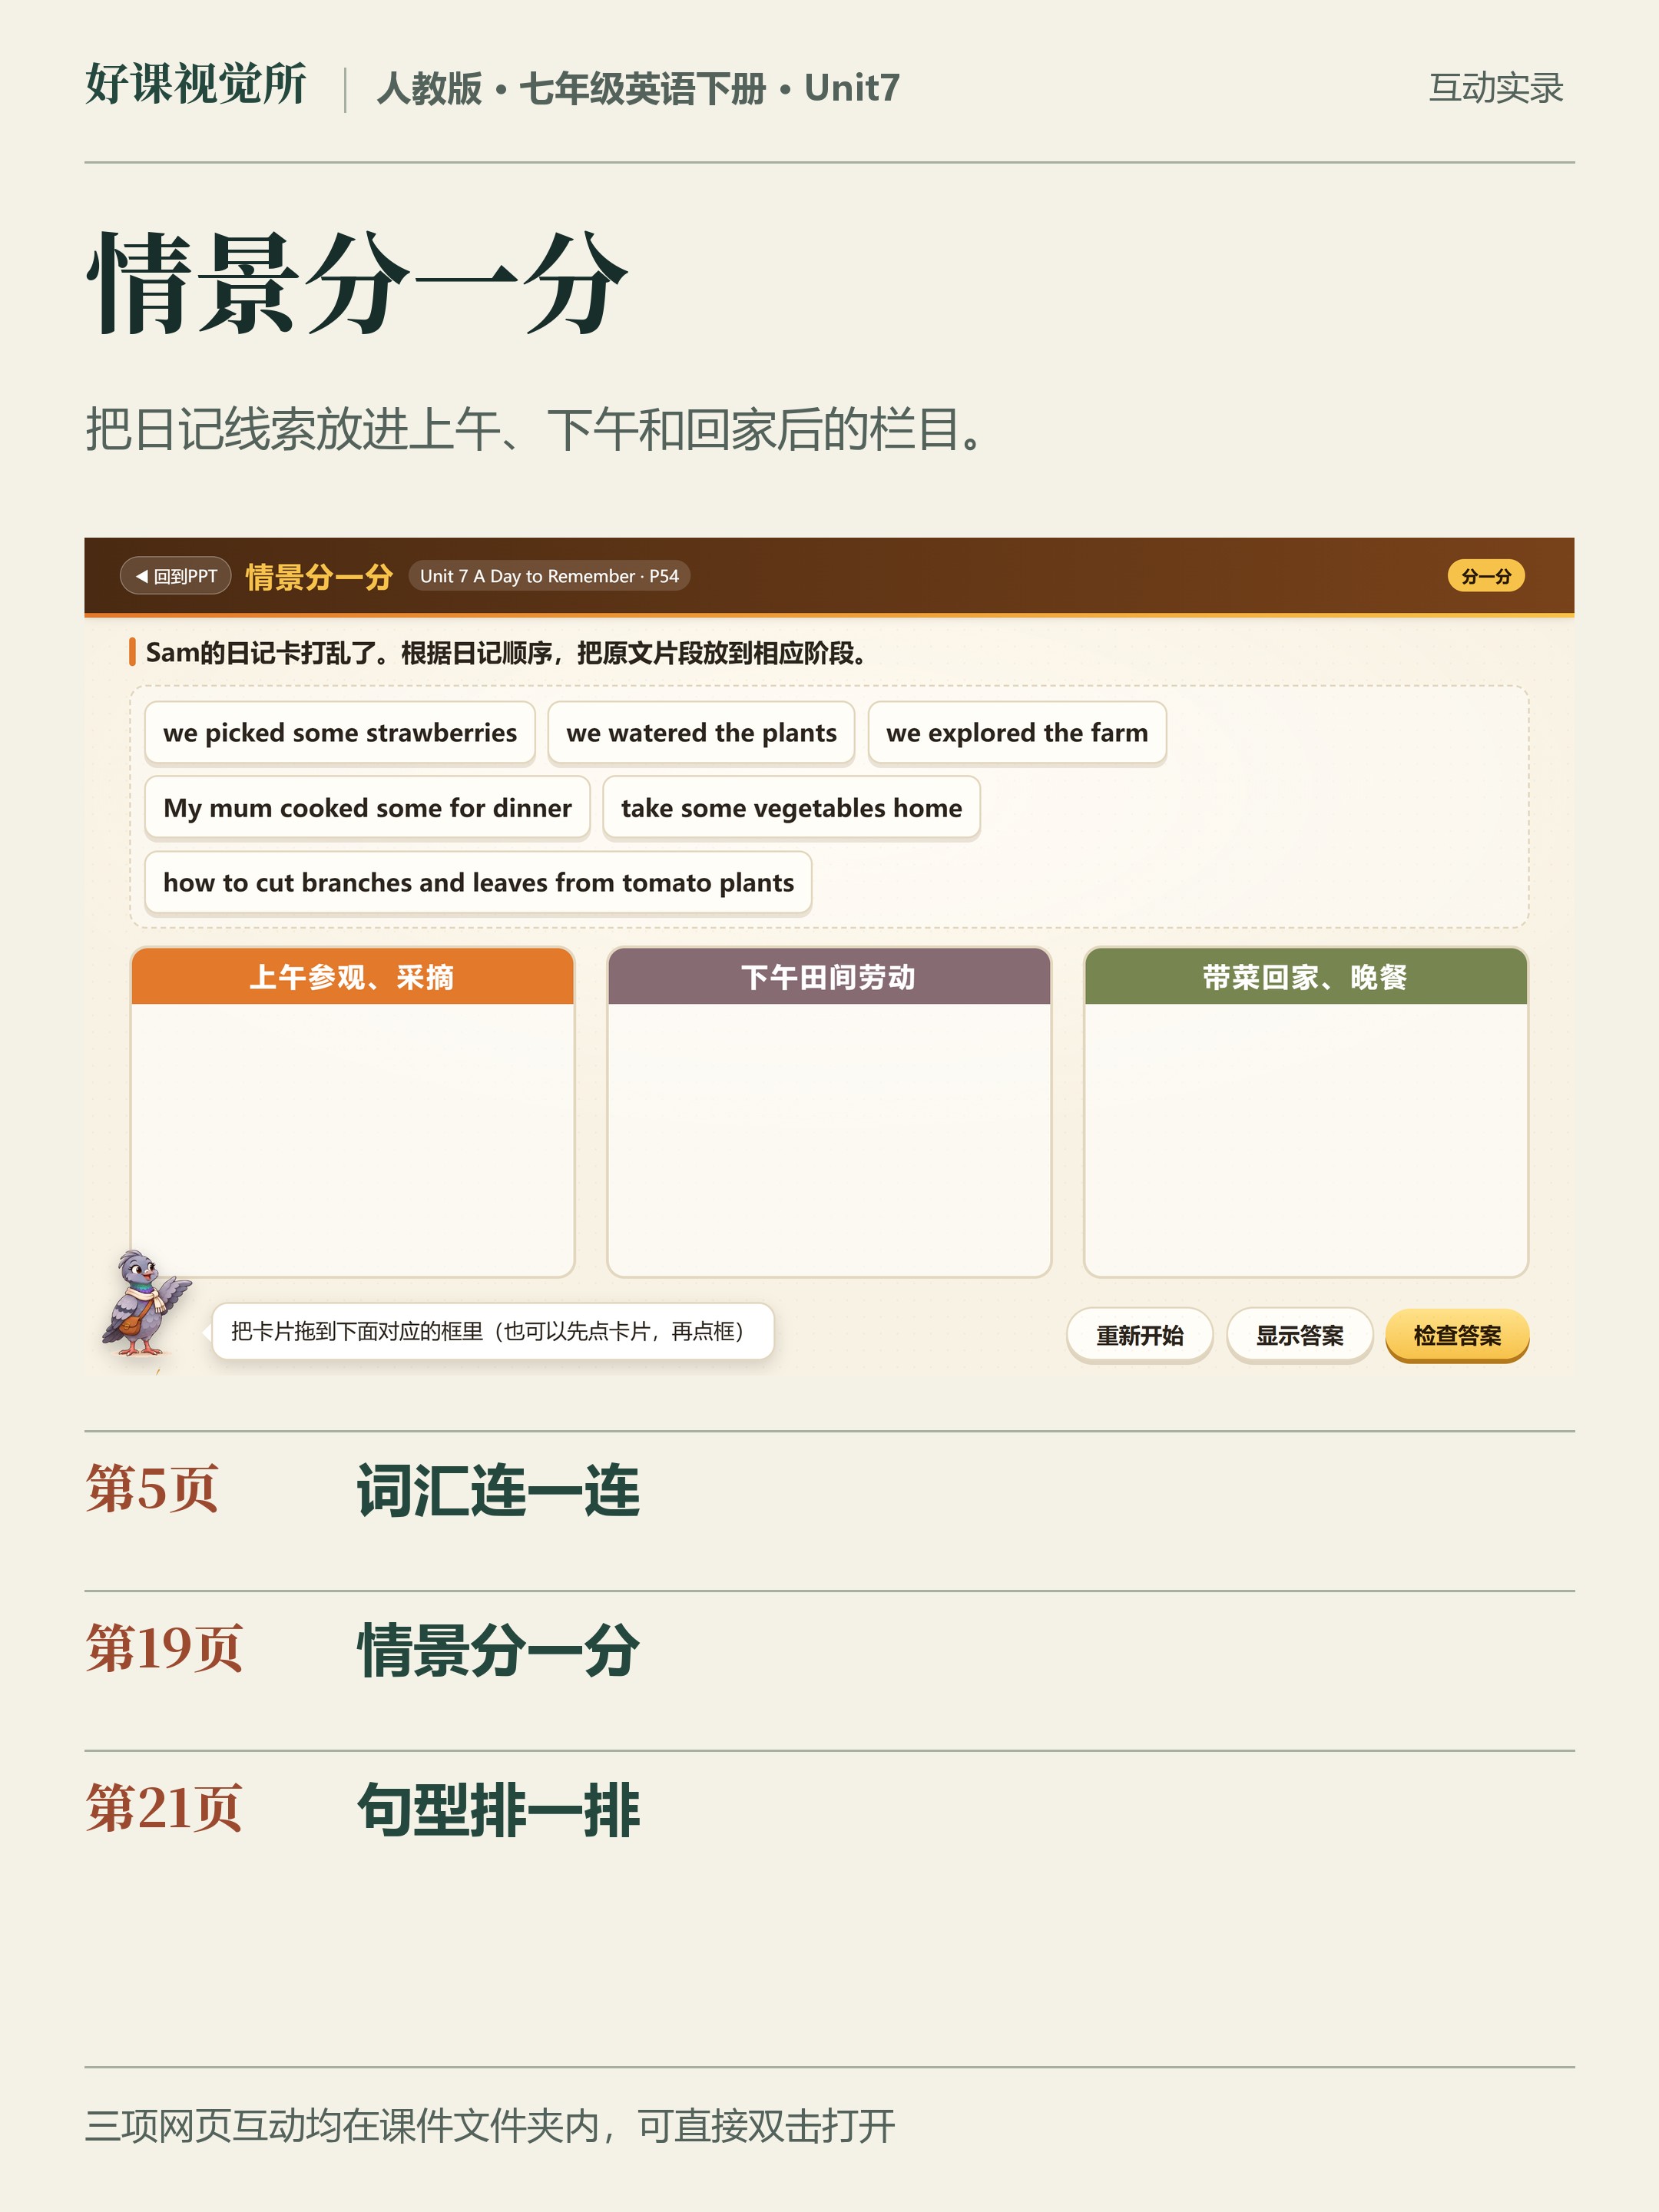 好课视觉所
人教版·七年级英语下册·Unit7
互动实录
情景分一分
把日记线索放进上午、下午和回家后的栏目。
◀ 回到PPT
情景分一分
Unit 7 A Day to Remember · P54
分一分
Sam的日记卡打乱了。根据日记顺序，把原文片段放到相应阶段。
we picked some strawberries
we watered the plants
we explored the farm
My mum cooked some for dinner
take some vegetables home
how to cut branches and leaves from tomato plants
上午参观、采摘
下午田间劳动
带菜回家、晚餐
把卡片拖到下面对应的框里（也可以先点卡片，再点框）
重新开始
显示答案
检查答案
第5页
词汇连一连
第19页
情景分一分
第21页
句型排一排
三项网页互动均在课件文件夹内，可直接双击打开